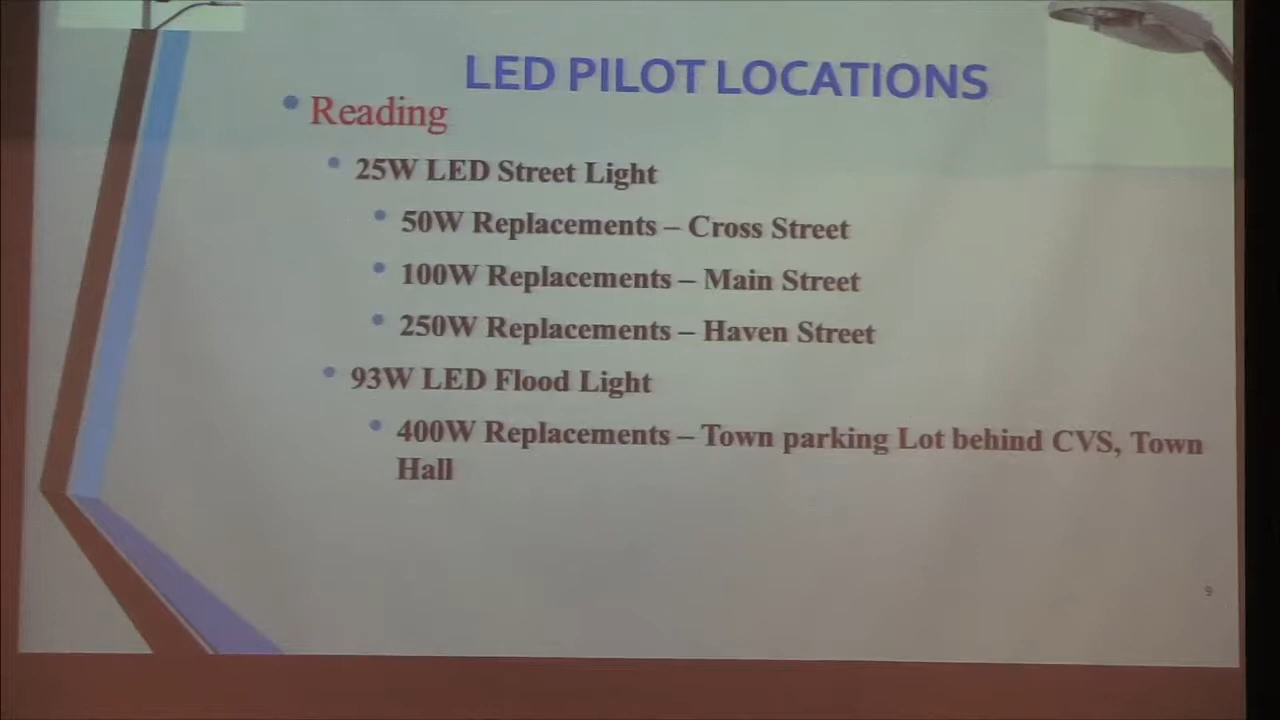 LED PILOT LOCATIONS
• Reading
• 25W LED Street Light
• 50W Replacements – Cross Street
• 100W Replacements – Main Street
• 250W Replacements – Haven Street
• 93W LED Flood Light
• 400W Replacements – Town parking Lot behind CVS, Town
Hall
9